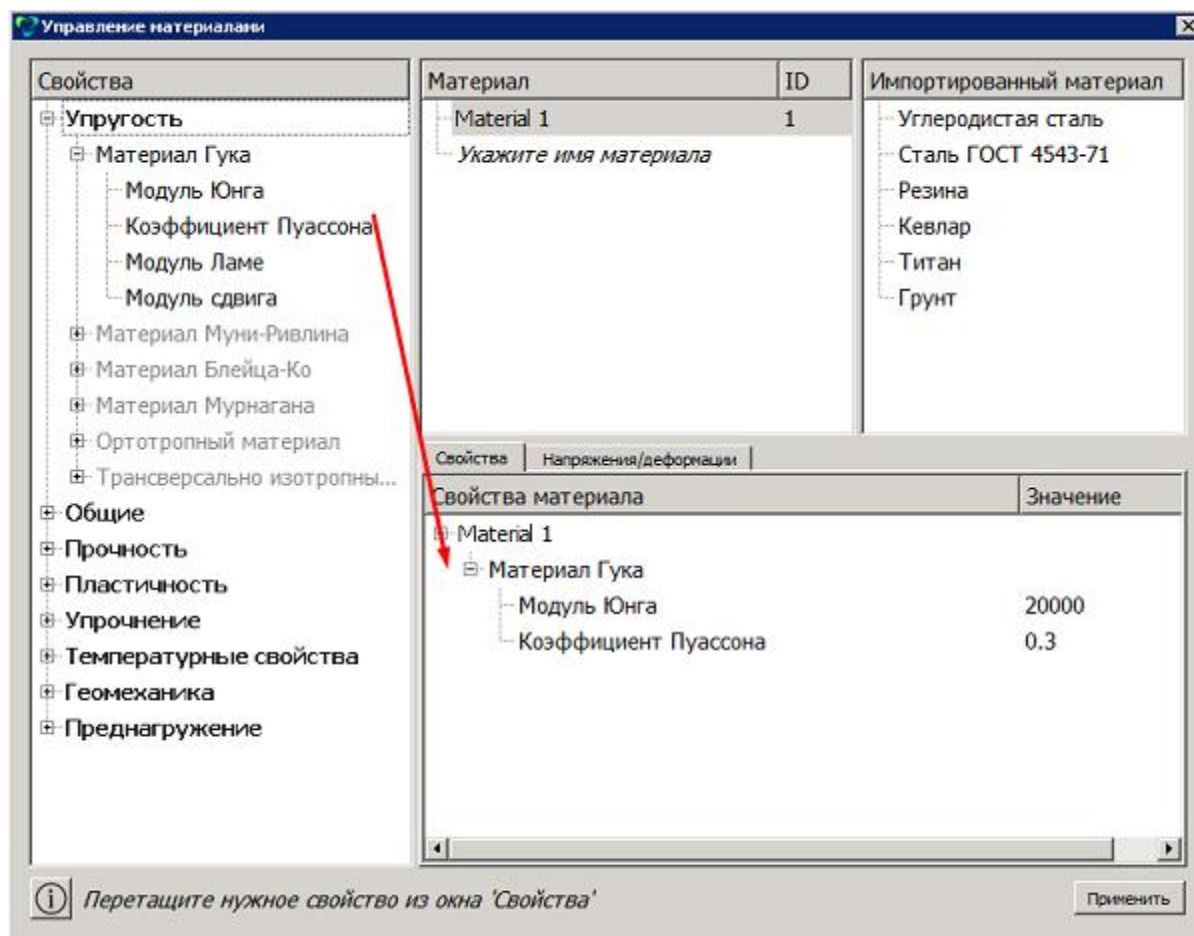 Управление материалани
Свойства
Упругость
Материал Гука
Модуль Юнга
Коэффициент Пуассона
Модуль Ламе
Модуль сдвига
Материал Муни-Ривлина
Материал Блейца-Ко
Материал Мурнагана
Ортотропный материал
Трансверсально изотропны...
Общие
Прочность
Пластичность
Упрочнение
Температурные свойства
Геомеханика
Преднагружение
Материал ID
Material 1 1
Укажите имя материала
Импортированный материал
Углеродистая сталь
Сталь ГОСТ 4543-71
Резина
Кевлар
Титан
Грунт
Свойства Напряжения/деформации
Свойства материала Значение
Material 1
Материал Гука
Модуль Юнга 20000
Коэффициент Пуассона 0.3
Перетащите нужное свойство из окна 'Свойства'
Применить